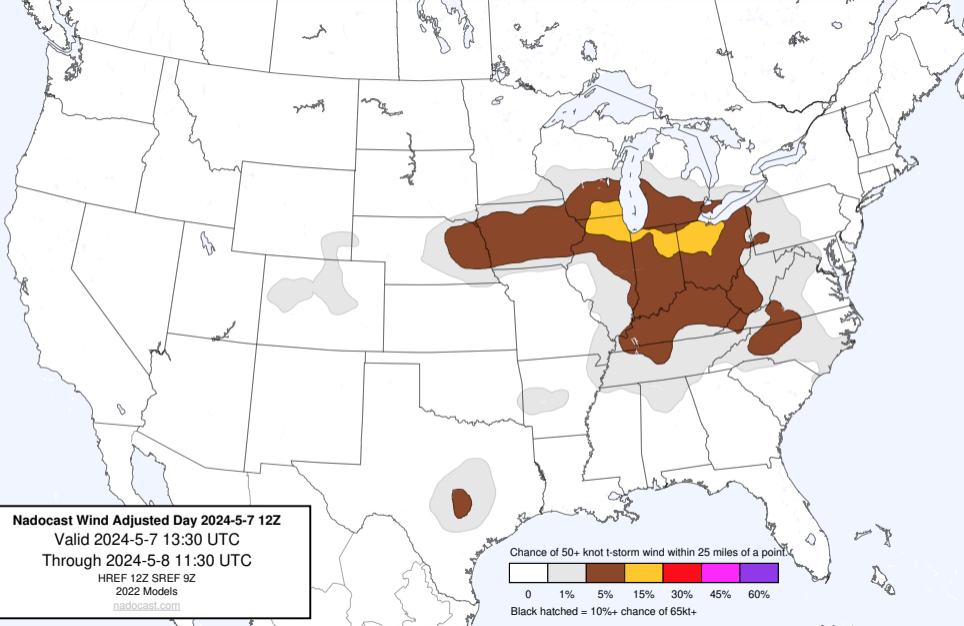 Nadocast Wind Adjusted Day 2024-5-7 12Z
Valid 2024-5-7 13:30 UTC
Through 2024-5-8 11:30 UTC
HREF 12Z SREF 9Z
2022 Models
nadocast.com
Chance of 50+ knot t-storm wind within 25 miles of a point.
0 1% 5% 15% 30% 45% 60%
Black hatched = 10%+ chance of 65kt+